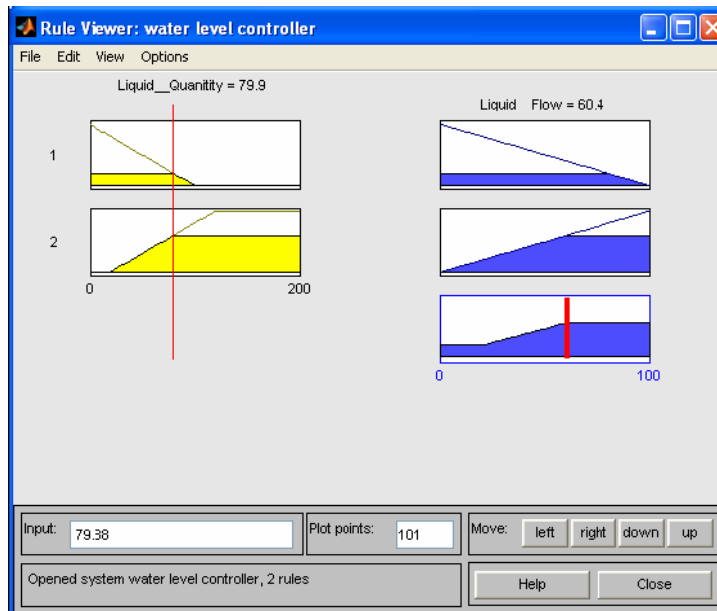 Rule Viewer: water level controller
File Edit View Options
Liquid__Quanitity = 79.9
Liquid Flow = 60.4
1
2
0 200
0 100
Input: 79.38 Plot points: 101 Move: left right down up
Opened system water level controller, 2 rules Help Close